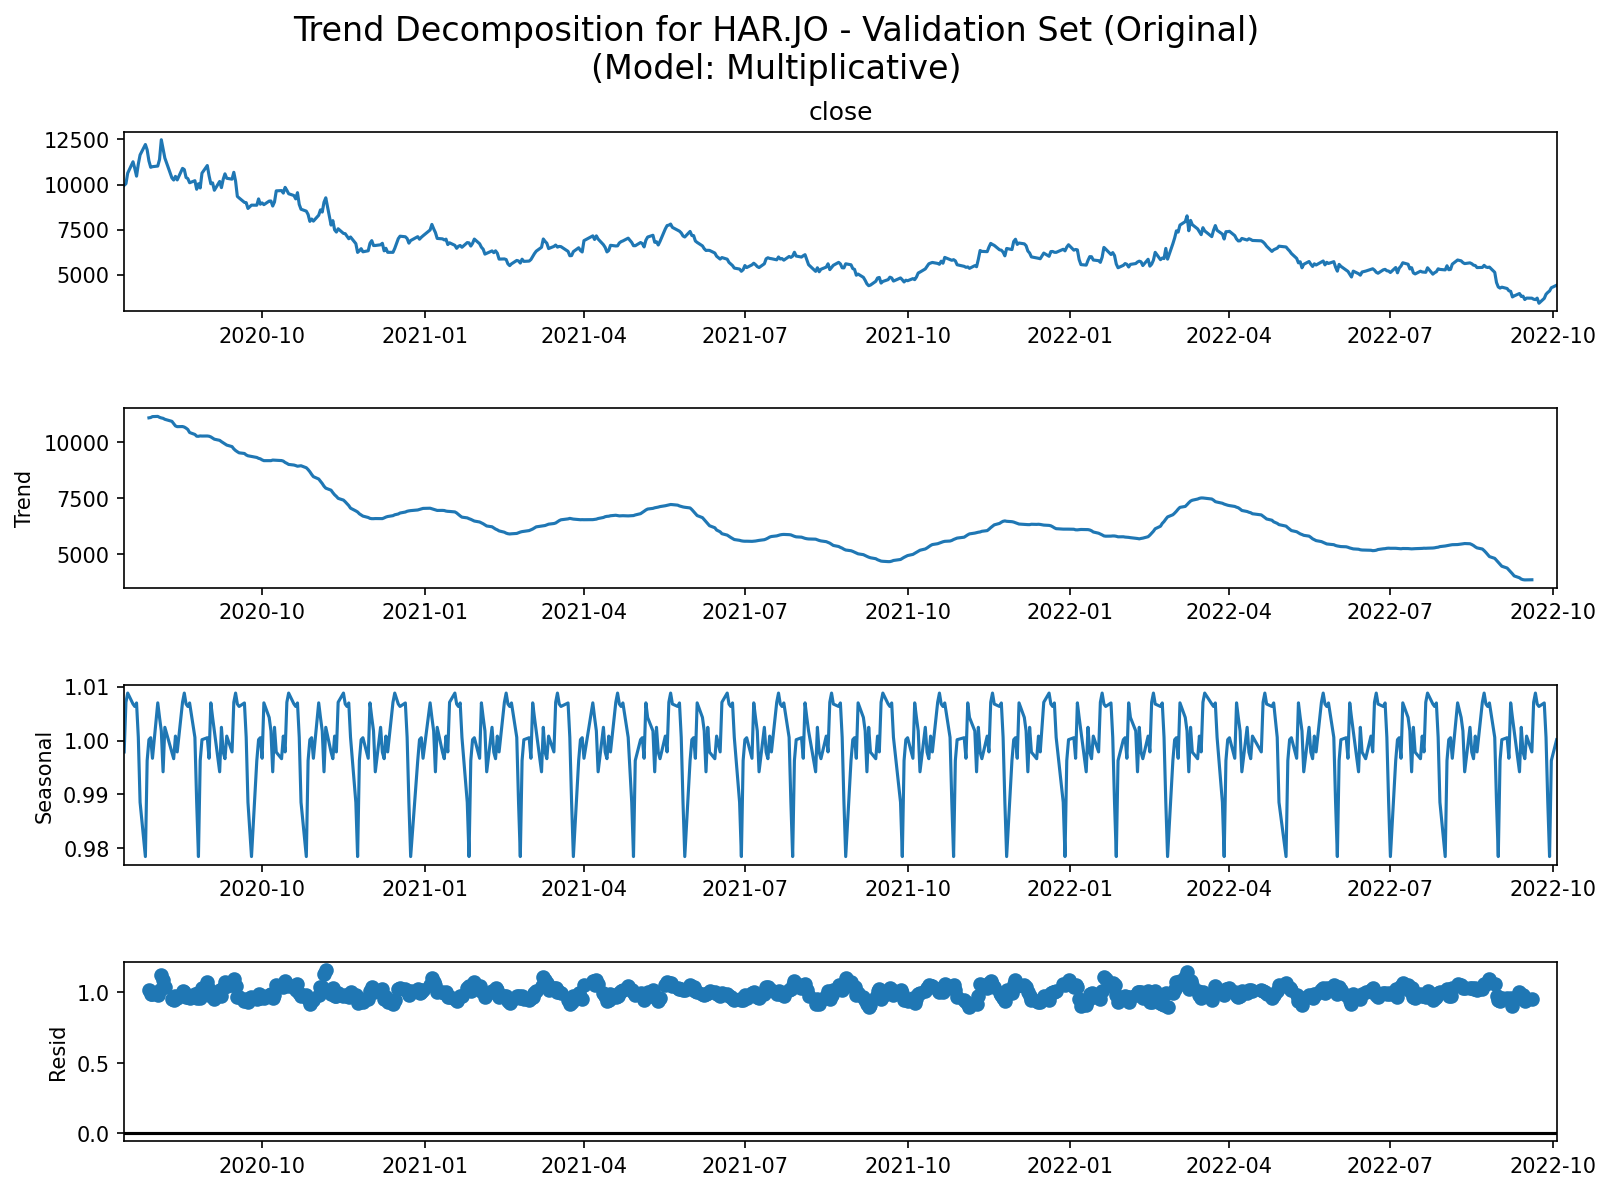 Trend Decomposition for HAR.JO - Validation Set (Original)
(Model: Multiplicative)
close
12500
10000
7500
5000
2020-10 2021-01 2021-04 2021-07 2021-10 2022-01 2022-04 2022-07 2022-10
Trend
10000
7500
5000
2020-10 2021-01 2021-04 2021-07 2021-10 2022-01 2022-04 2022-07 2022-10
Seasonal
1.01
1.00
0.99
0.98
2020-10 2021-01 2021-04 2021-07 2021-10 2022-01 2022-04 2022-07 2022-10
Resid
1.0
0.5
0.0
2020-10 2021-01 2021-04 2021-07 2021-10 2022-01 2022-04 2022-07 2022-10